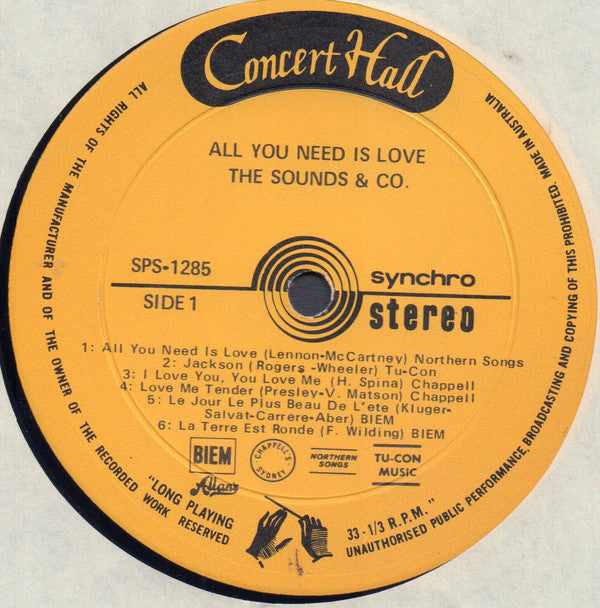 Concert Hall
ALL YOU NEED IS LOVE
THE SOUNDS & CO.
SPS-1285
synchro
SIDE 1
stereo
1: All You Need Is Love (Lennon-McCartney) Northern Songs
2: Jackson (Rogers -Wheeler) Tu-Con
3: I Love You, You Love Me (H. Spina) Chappell
4: Love Me Tender (Presley-V. Matson) Chappell
5: Le Jour Le Plus Beau De L'ete (Kluger-
Salvat-Carrere-Aber) BIEM
6: La Terre Est Ronde (F. Wilding) BIEM
BIEM
CHAPPELL'S
SYDNEY
NORTHERN
SONGS
TU-CON
MUSIC
Allans
"LONG PLAYING
33-1/3 R.P.M."
ALL RIGHTS OF THE MANUFACTURER AND OF THE OWNER OF THE RECORDED WORK RESERVED
UNAUTHORISED PUBLIC PERFORMANCE, BROADCASTING AND COPYING OF THIS PROHIBITED. MADE IN AUSTRALIA